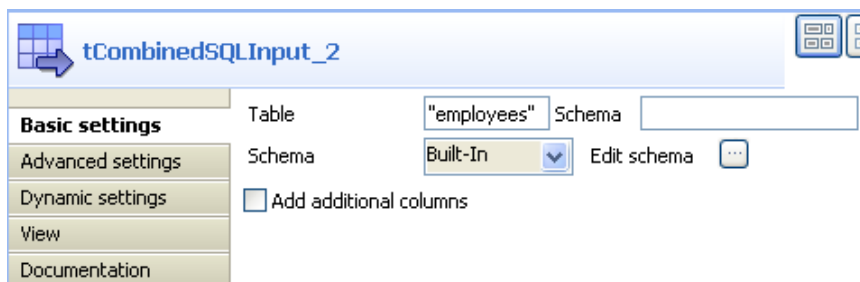 tCombinedSQLInput_2
Basic settings
Table "employees" Schema
Advanced settings
Schema Built-In Edit schema ...
Dynamic settings
Add additional columns
View
Documentation